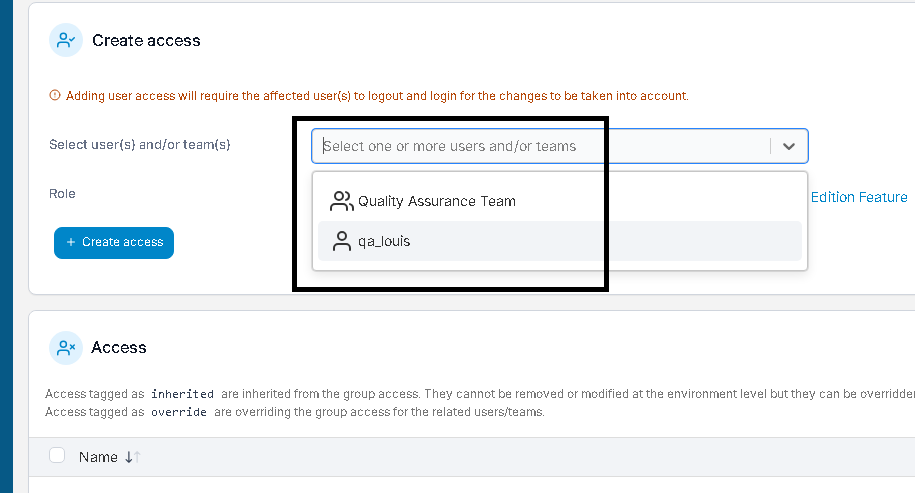 Create access
Adding user access will require the affected user(s) to logout and login for the changes to be taken into account.
Select user(s) and/or team(s)
Select one or more users and/or teams
Quality Assurance Team
Role
Edition Feature
qa_louis
+ Create access
Access
Access tagged as inherited are inherited from the group access. They cannot be removed or modified at the environment level but they can be overridden
Access tagged as override are overriding the group access for the related users/teams.
Name